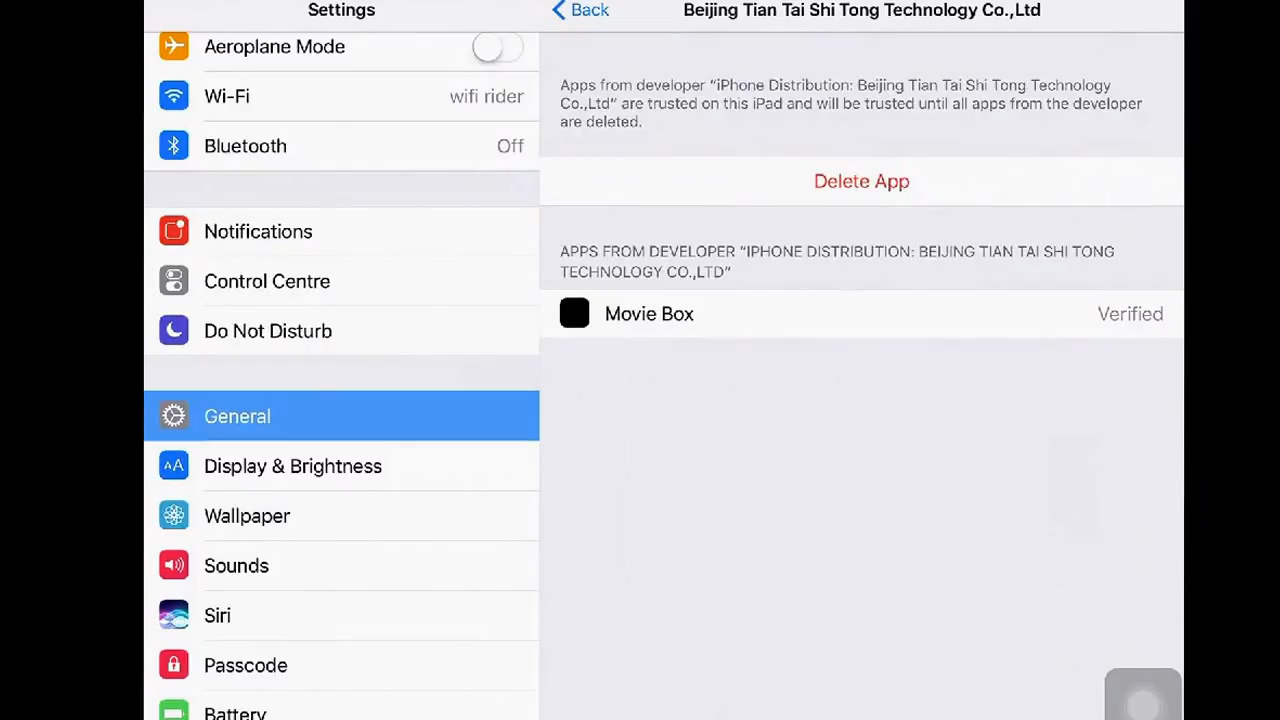 Settings
Aeroplane Mode
Wi-Fi wifi rider
Bluetooth Off
Notifications
Control Centre
Do Not Disturb
General
AA Display & Brightness
Wallpaper
Sounds
Siri
Passcode
Battery
Back Beijing Tian Tai Shi Tong Technology Co.,Ltd
Apps from developer “iPhone Distribution: Beijing Tian Tai Shi Tong Technology
Co.,Ltd” are trusted on this iPad and will be trusted until all apps from the developer
are deleted.
Delete App
APPS FROM DEVELOPER “IPHONE DISTRIBUTION: BEIJING TIAN TAI SHI TONG
TECHNOLOGY CO.,LTD”
Movie Box Verified